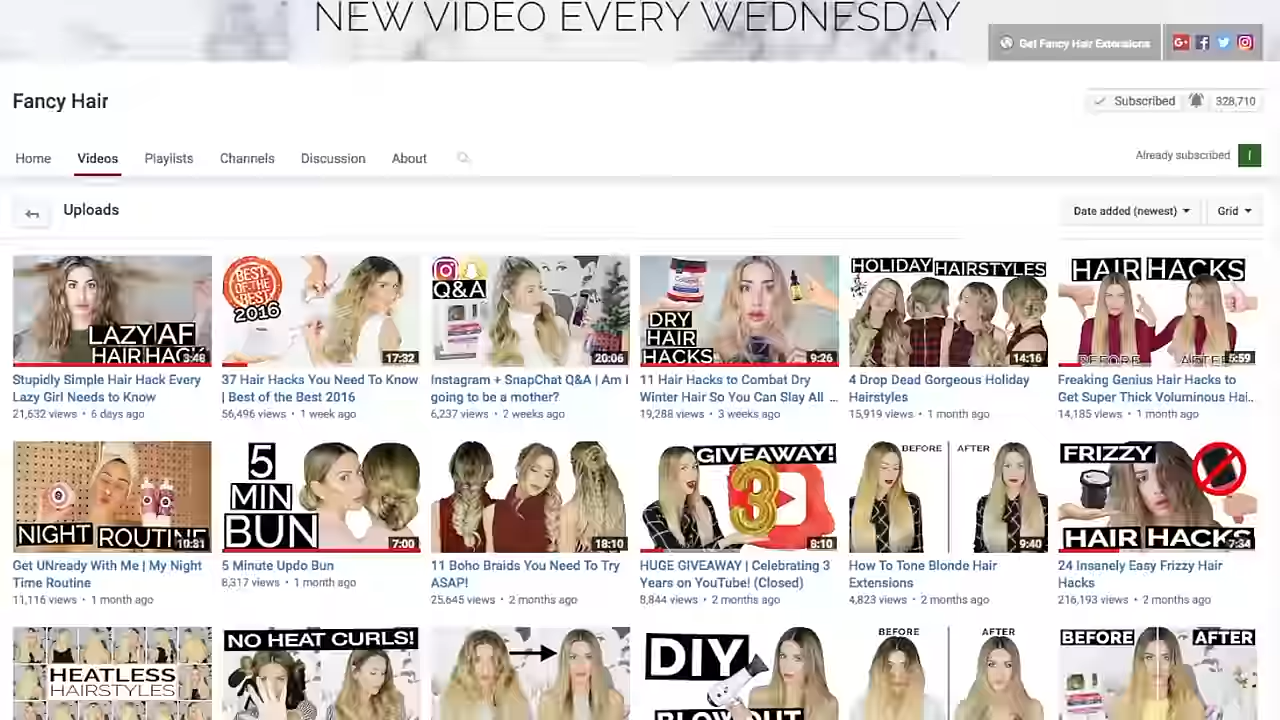 NEW VIDEO EVERY WEDNESDAY
Get Fancy Hair Extensions
Fancy Hair
Subscribed 328,710
Home Videos Playlists Channels Discussion About
Already subscribed I
Uploads
Date added (newest) Grid
LAZY AF
HAIR HACK
3:48
BEST
OF THE
BEST
2016
17:32
Q&A
20:06
DRY
HAIR
HACKS
9:26
HOLIDAY HAIRSTYLES
14:16
HAIR HACKS
BEFORE AFTER
5:59
Stupidly Simple Hair Hack Every
Lazy Girl Needs to Know
21,632 views • 6 days ago
37 Hair Hacks You Need To Know
| Best of the Best 2016
56,496 views • 1 week ago
Instagram + SnapChat Q&A | Am I
going to be a mother?
6,237 views • 2 weeks ago
11 Hair Hacks to Combat Dry
Winter Hair So You Can Slay All ...
19,288 views • 3 weeks ago
4 Drop Dead Gorgeous Holiday
Hairstyles
15,919 views • 1 month ago
Freaking Genius Hair Hacks to
Get Super Thick Voluminous Hai...
14,185 views • 1 month ago
NIGHT ROUTINE
10:31
5
MIN
BUN
7:00
18:10
GIVEAWAY!
3
8:10
BEFORE AFTER
9:40
FRIZZY
HAIR HACKS
7:34
Get UNready With Me | My Night
Time Routine
11,116 views • 1 month ago
5 Minute Updo Bun
8,317 views • 1 month ago
11 Boho Braids You Need To Try
ASAP!
25,645 views • 2 months ago
HUGE GIVEAWAY | Celebrating 3
Years on YouTube! (Closed)
8,844 views • 2 months ago
How To Tone Blonde Hair
Extensions
4,823 views • 2 months ago
24 Insanely Easy Frizzy Hair
Hacks
216,193 views • 2 months ago
HEATLESS
HAIRSTYLES
NO HEAT CURLS!
DIY
BLOWOUT
BEFORE AFTER
BEFORE AFTER